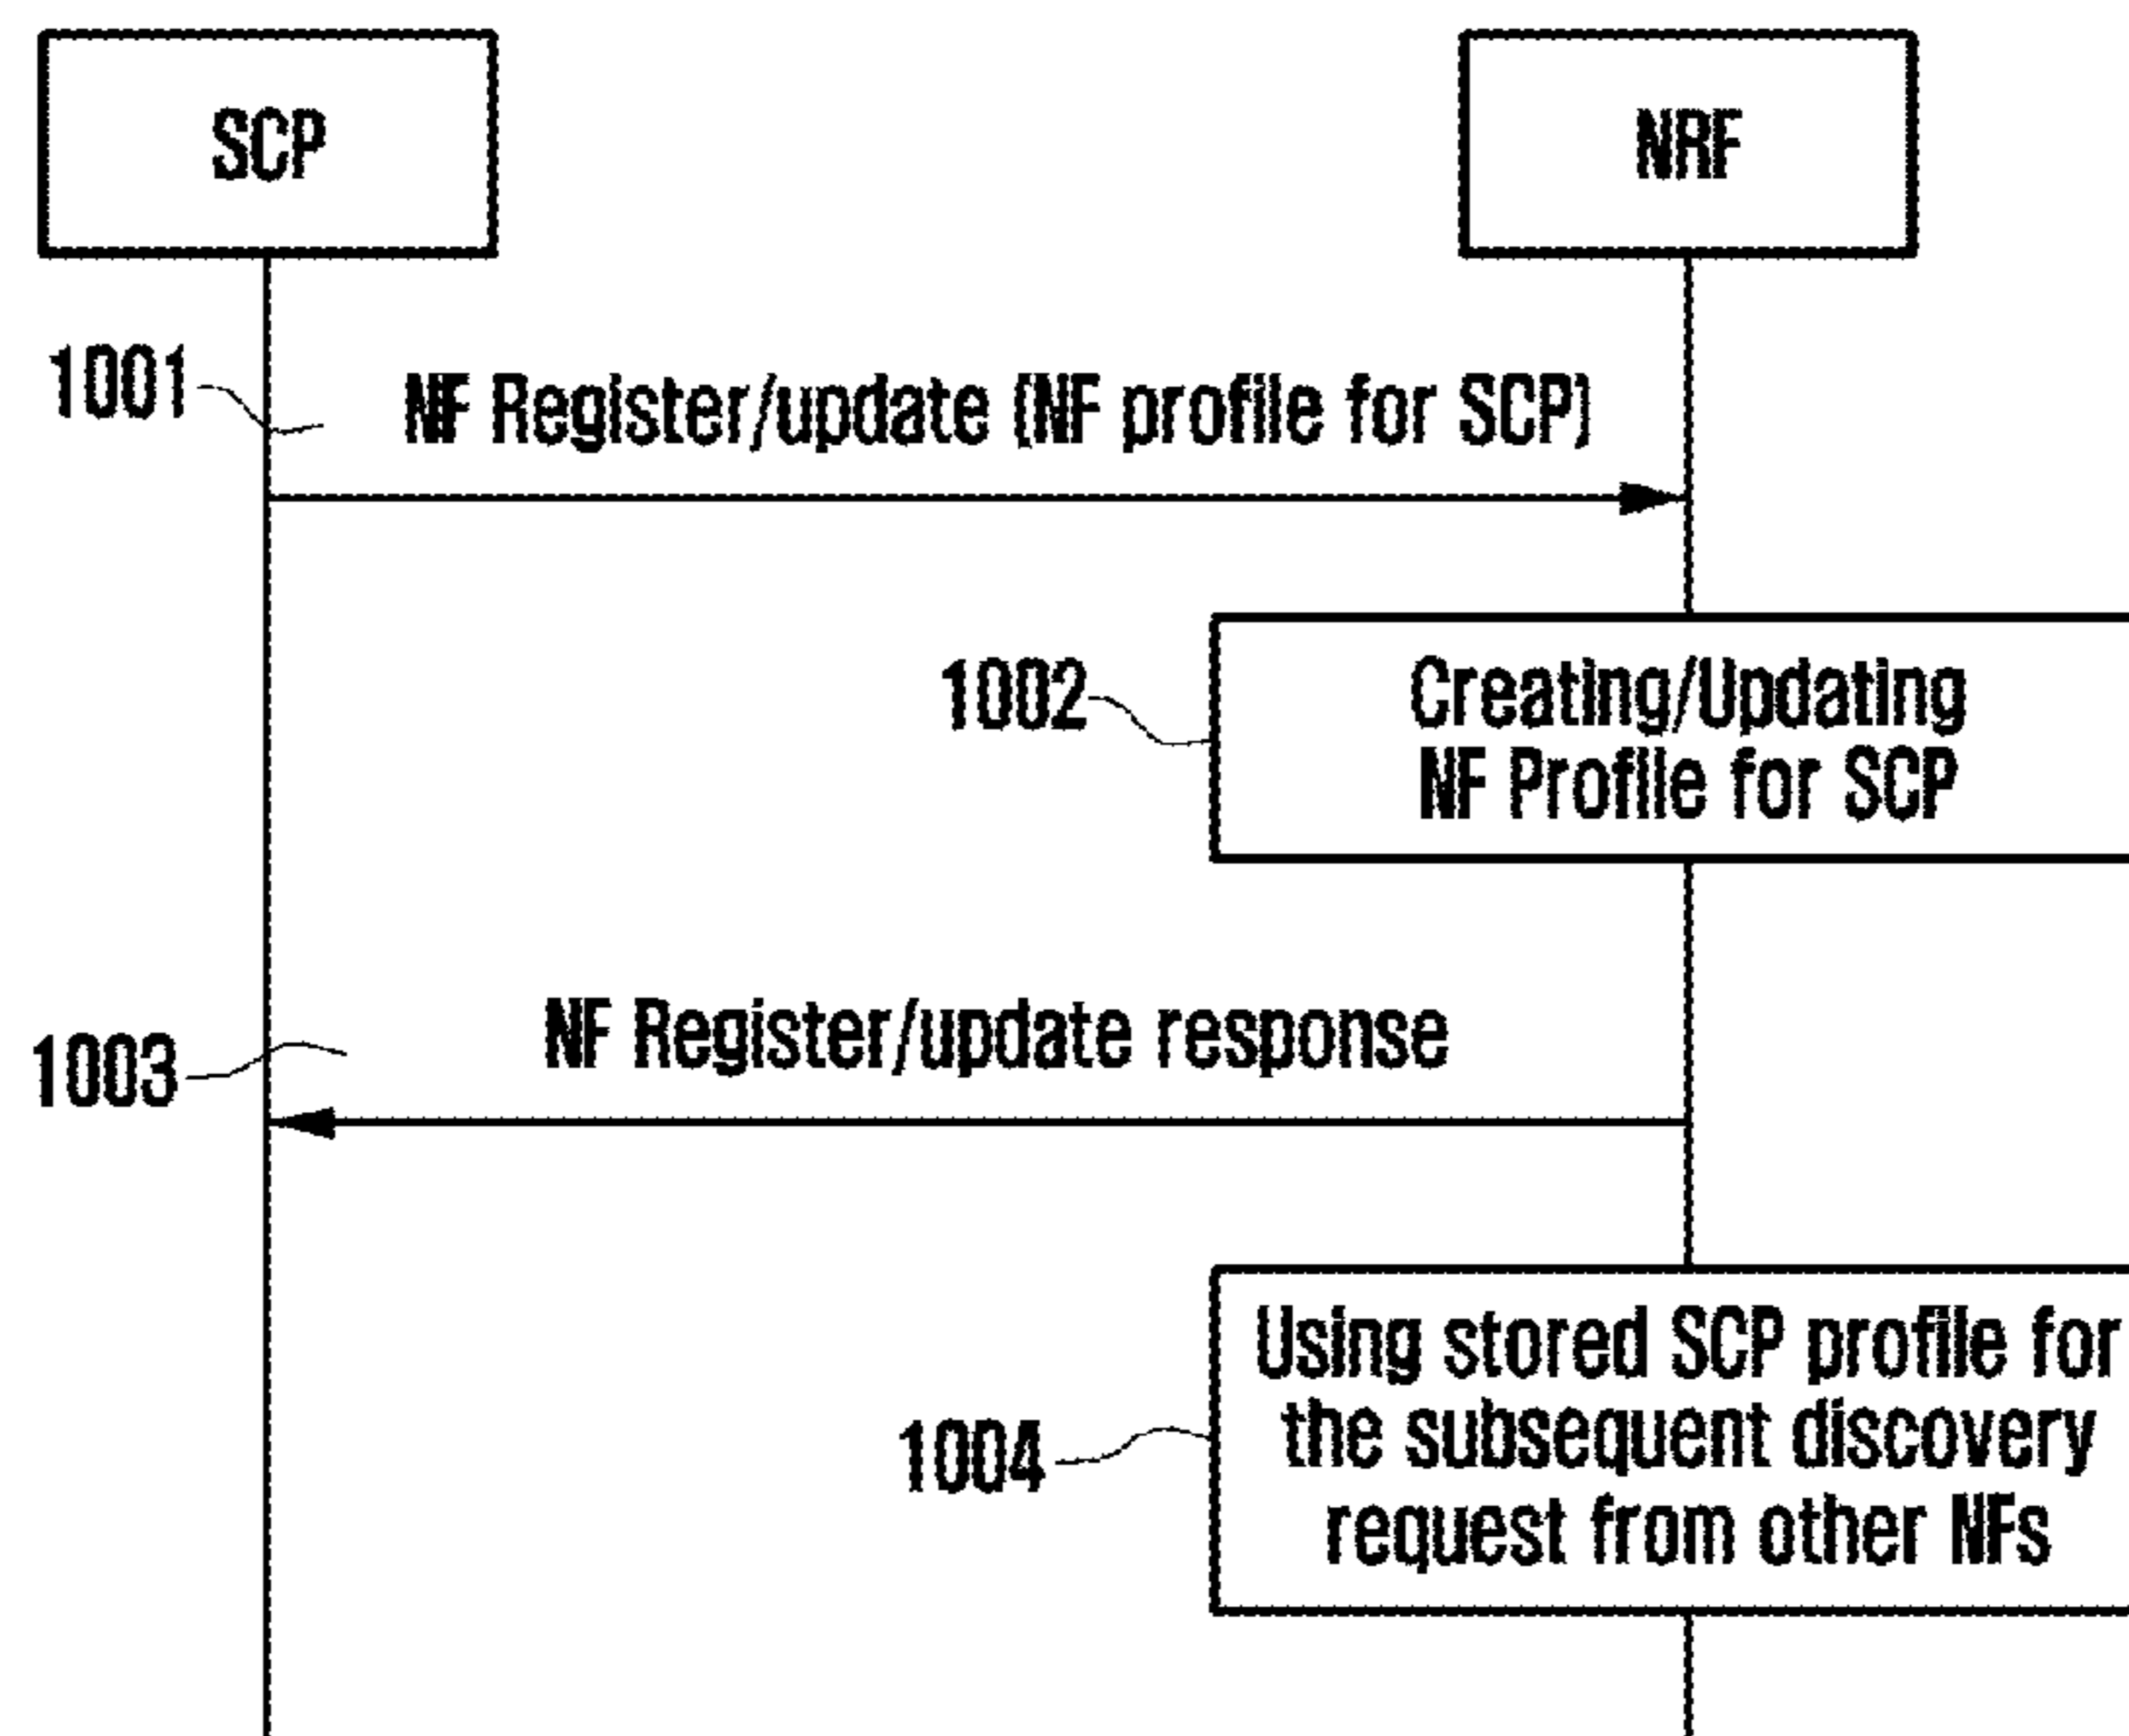 SCP
NRF
1001
NF Register/update (NF profile for SCP)
1002
Creating/Updating
NF Profile for SCP
NF Register/update response
1003
Using stored SCP profile for
the subsequent discovery
1004
request from other NFs